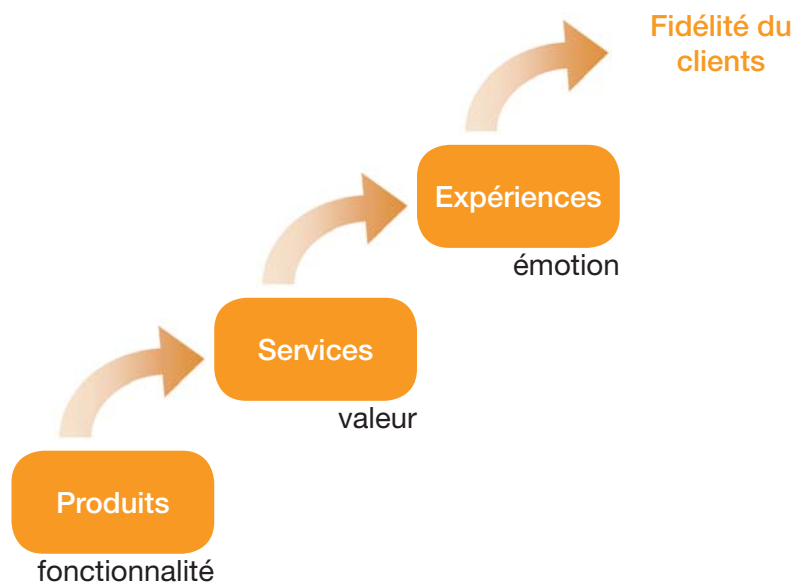 Fidélité du
clients
Expériences
émotion
Services
valeur
Produits
fonctionnalité